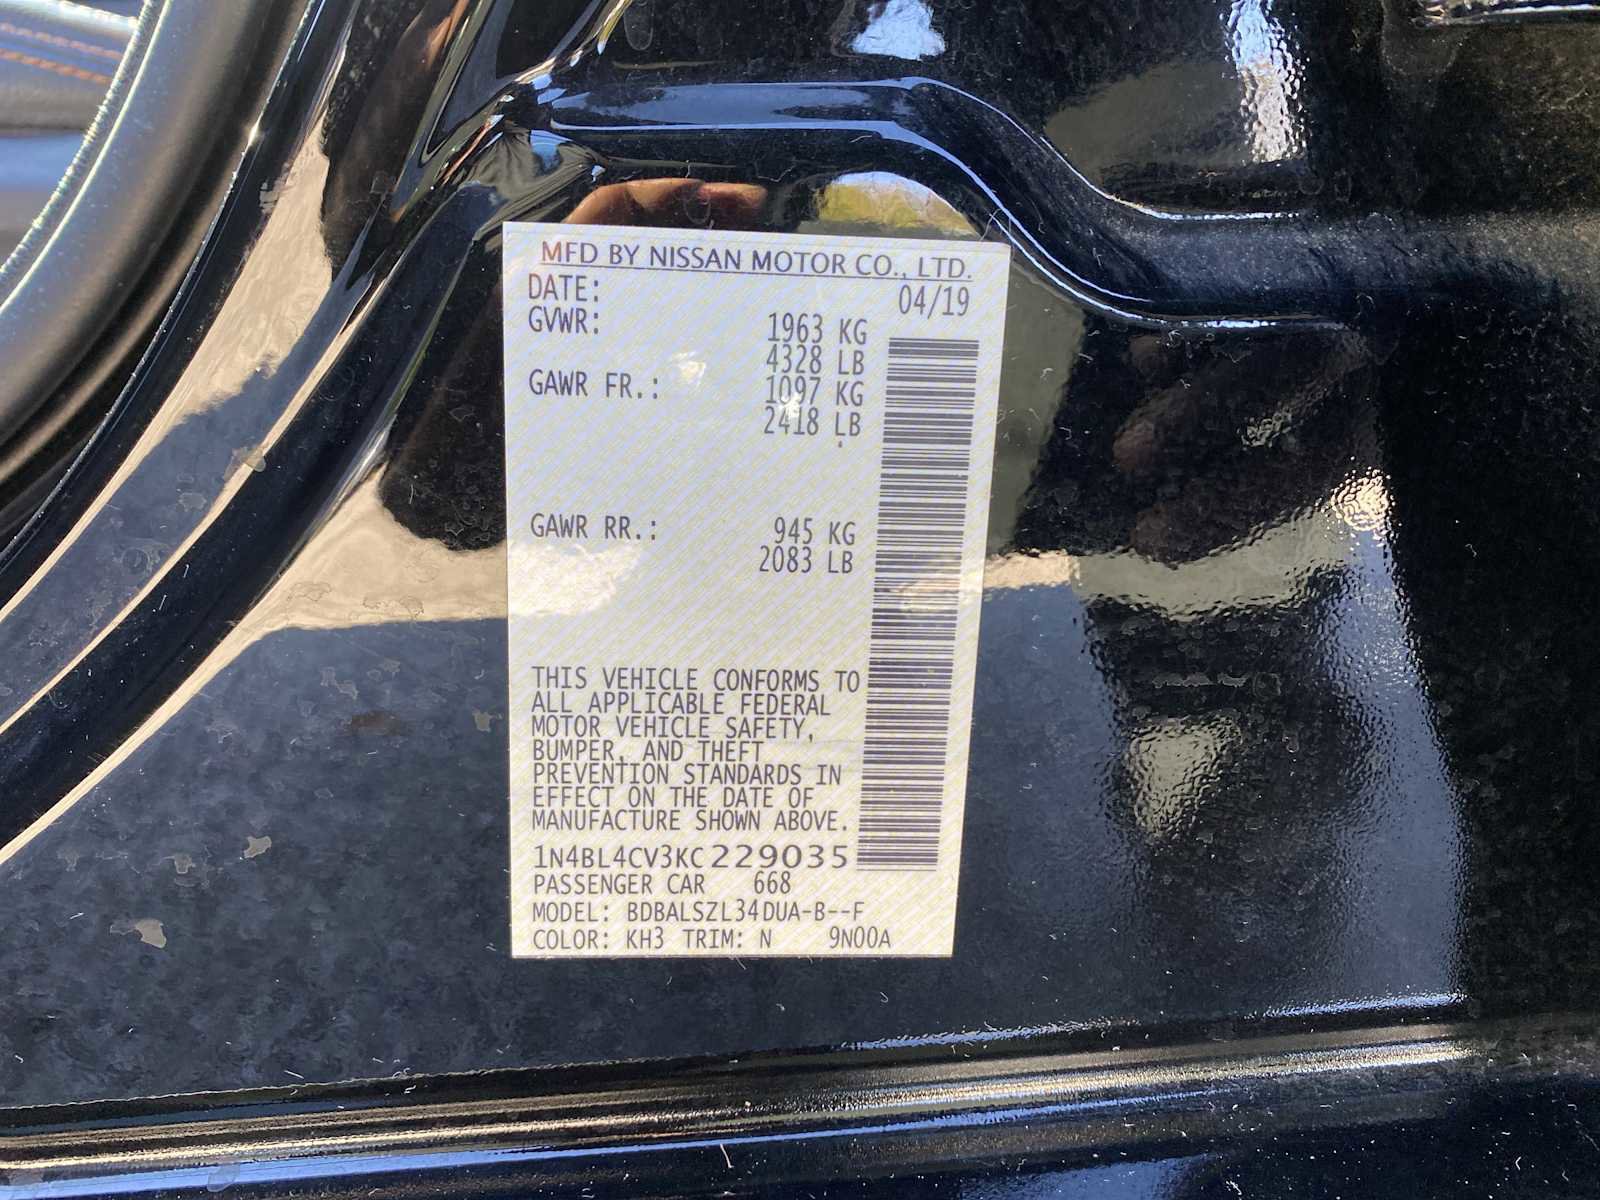 MFD BY NISSAN MOTOR CO., LTD.
DATE: 04/19
GVWR: 1963 KG
4328 LB
GAWR FR.: 1097 KG
2418 LB
GAWR RR.: 945 KG
2083 LB
THIS VEHICLE CONFORMS TO
ALL APPLICABLE FEDERAL
MOTOR VEHICLE SAFETY,
BUMPER, AND THEFT
PREVENTION STANDARDS IN
EFFECT ON THE DATE OF
MANUFACTURE SHOWN ABOVE.
1N4BL4CV3KC229035
PASSENGER CAR 668
MODEL: BDBALSZL34DUA-B--F
COLOR: KH3 TRIM: N 9N00A